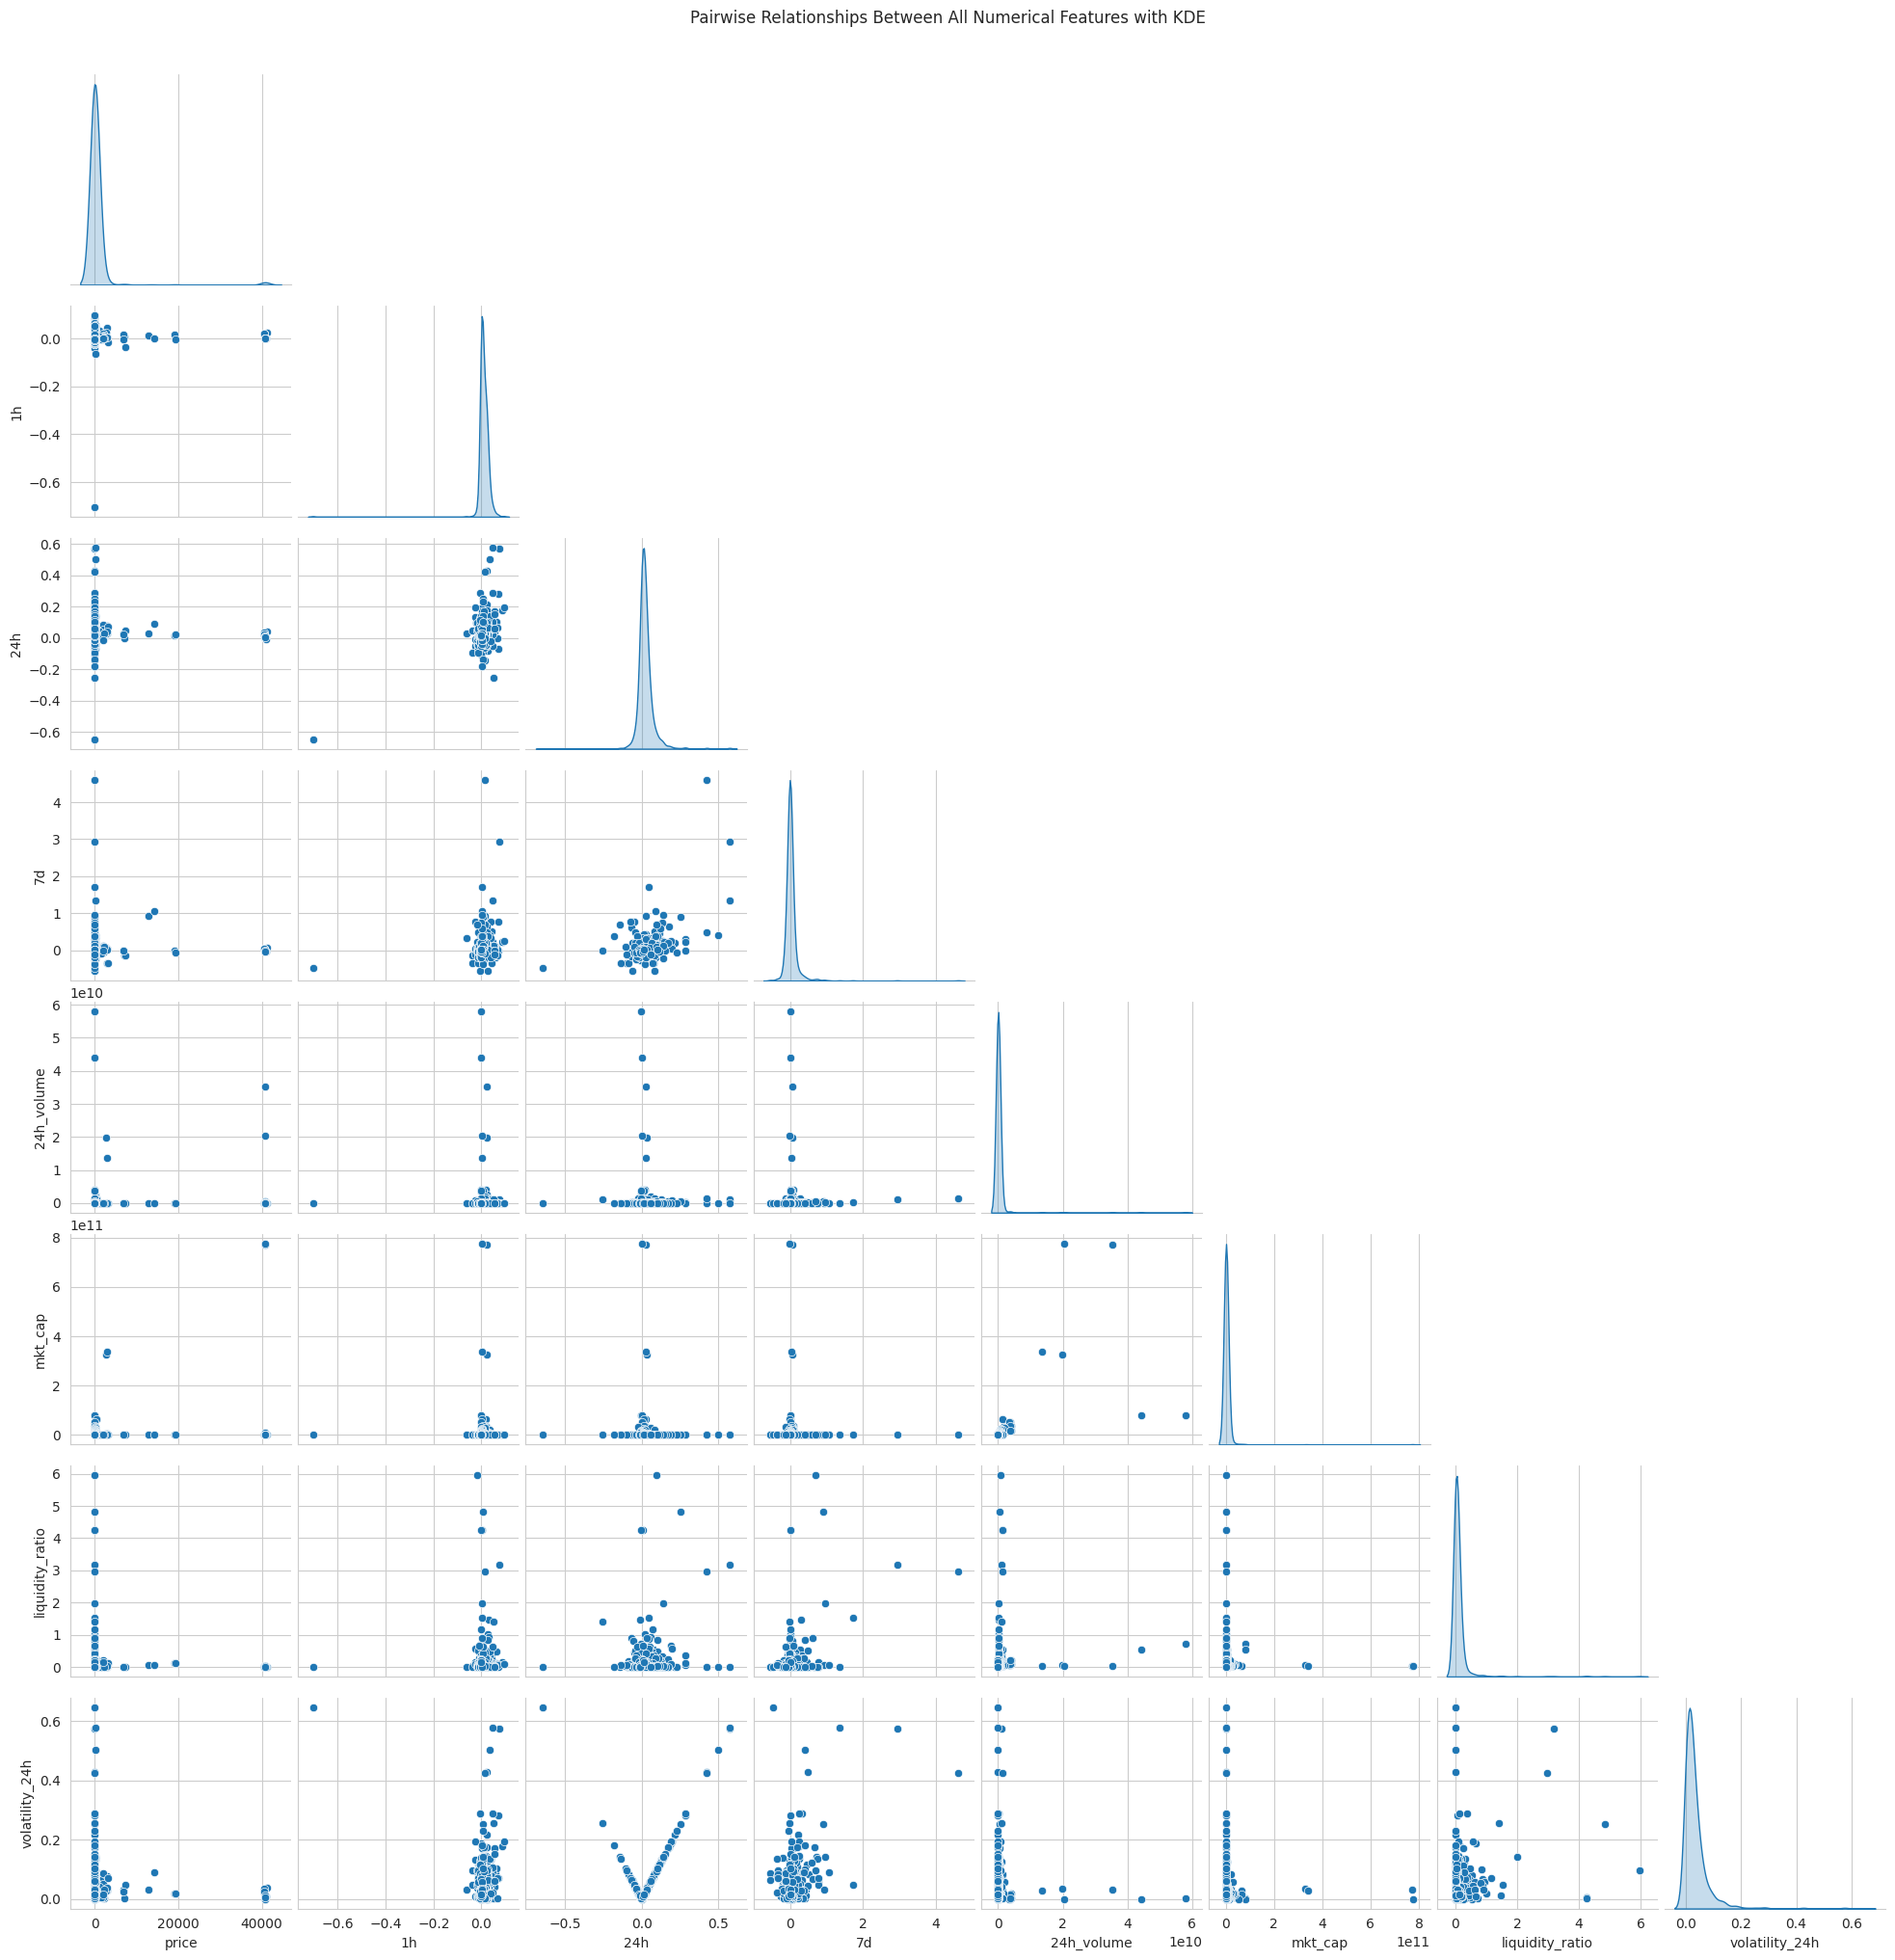 Pairwise Relationships Between All Numerical Features with KDE
0.0
−0.2
−0.4
−0.6
1h
0.6
0.4
0.2
0.0
−0.2
−0.4
−0.6
24h
4
3
2
1
0
7d
1e10
6
5
4
3
2
1
0
24h_volume
1e11
8
6
4
2
0
mkt_cap
6
5
4
3
2
1
0
liquidity_ratio
0.6
0.4
0.2
0.0
volatility_24h
0 20000 40000
price
−0.6 −0.4 −0.2 0.0
1h
−0.5 0.0 0.5
24h
0 2 4
7d
0 2 4 6
24h_volume 1e10
0 2 4 6 8
mkt_cap 1e11
0 2 4 6
liquidity_ratio
0.0 0.2 0.4 0.6
volatility_24h